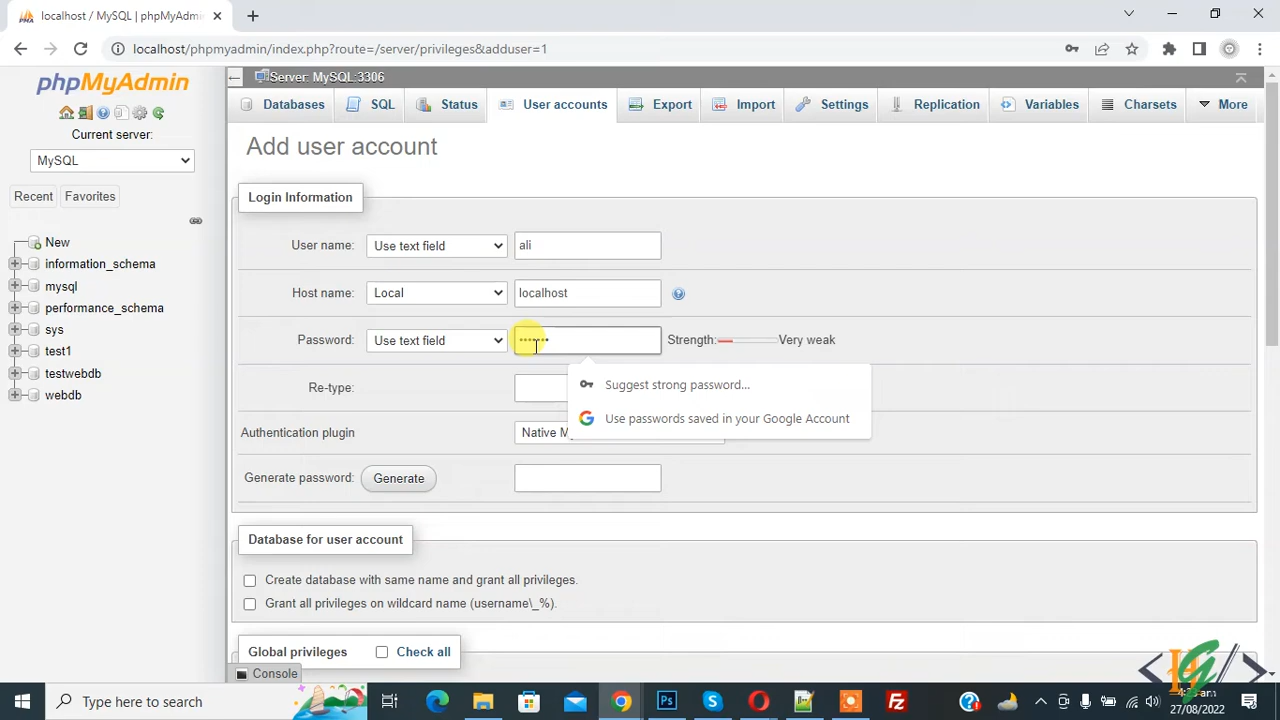 localhost / MySQL | phpMyAdmin
localhost/phpmyadmin/index.php?route=/server/privileges&adduser=1
phpMyAdmin
Current server:
MySQL
Recent
Favorites
New
information_schema
mysql
performance_schema
sys
test1
testwebdb
webdb
Server: MySQL:3306
Databases
SQL
Status
User accounts
Export
Import
Settings
Replication
Variables
Charsets
More
Add user account
Login Information
User name:
Use text field
ali
Host name:
Local
localhost
Password:
Use text field
•••••••
Strength:
Very weak
Suggest strong password...
Use passwords saved in your Google Account
Re-type:
Authentication plugin
Native M
Generate password:
Generate
Database for user account
Create database with same name and grant all privileges.
Grant all privileges on wildcard name (username\_%).
Global privileges
Check all
Console
Type here to search
27/08/2022